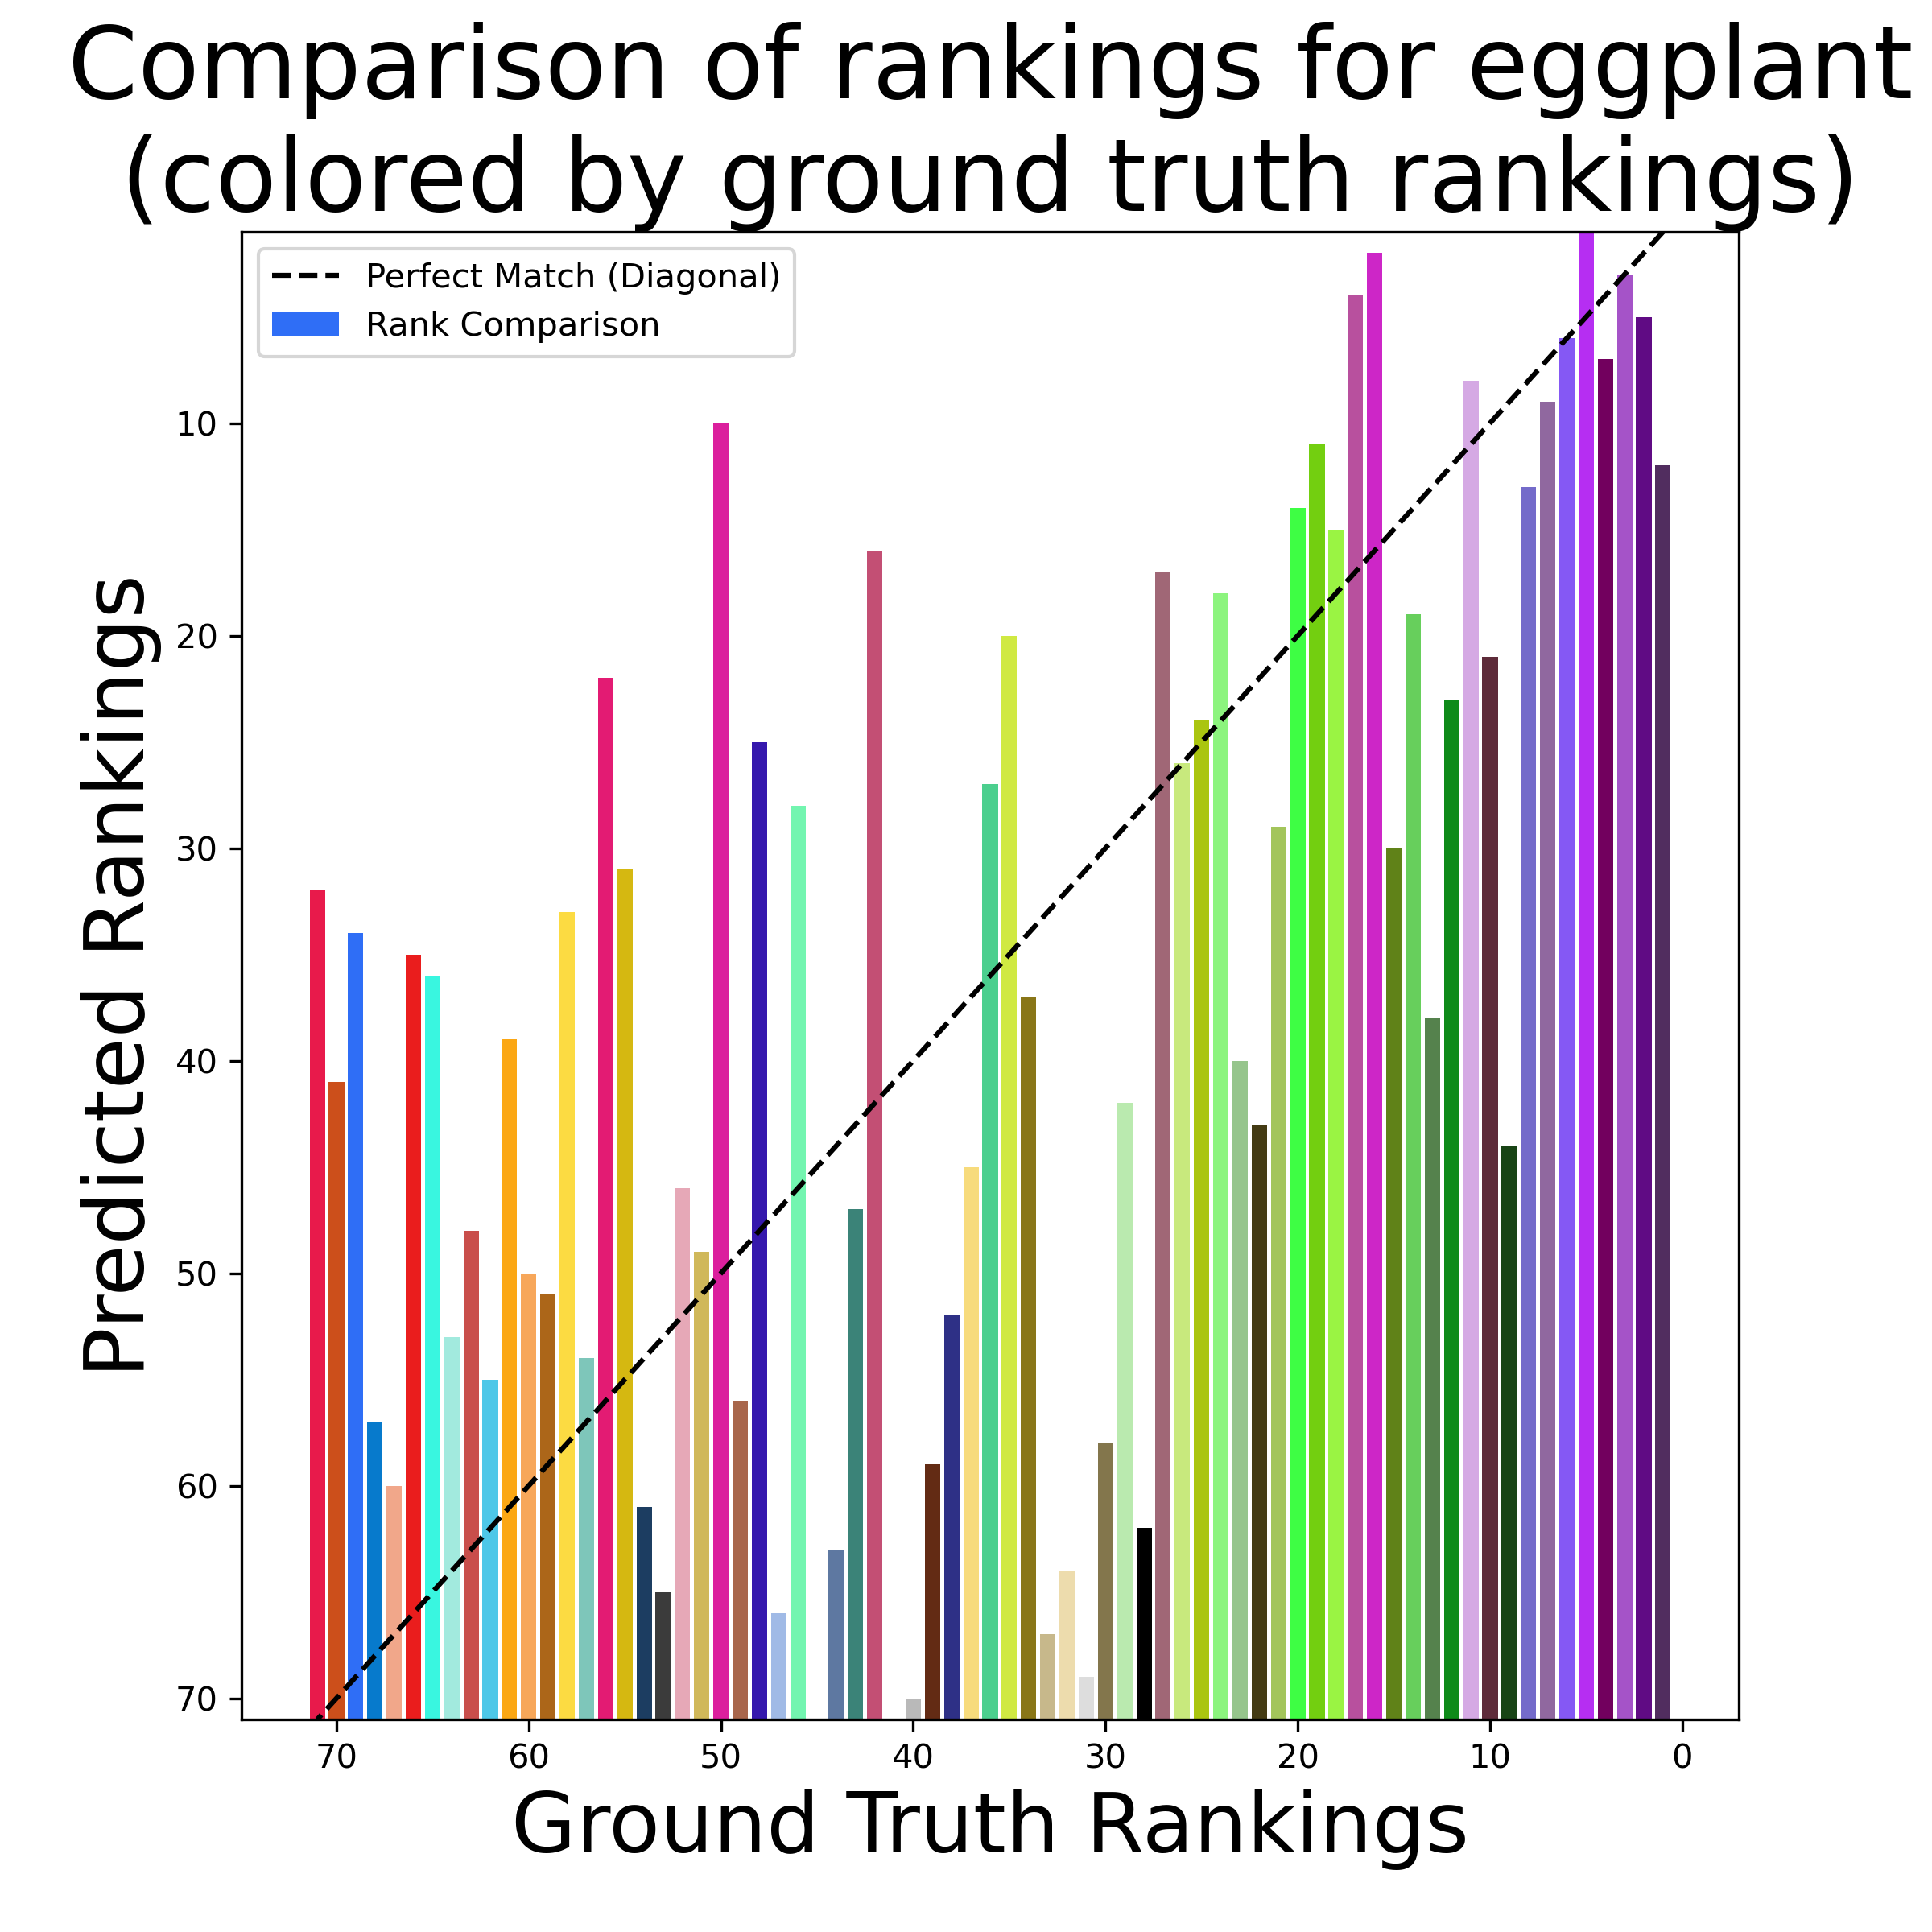 Comparison of rankings for eggplant
(colored by ground truth rankings)
Perfect Match (Diagonal)
Rank Comparison
Predicted Rankings
10
20
30
40
50
60
70
70 60 50 40 30 20 10 0
Ground Truth Rankings